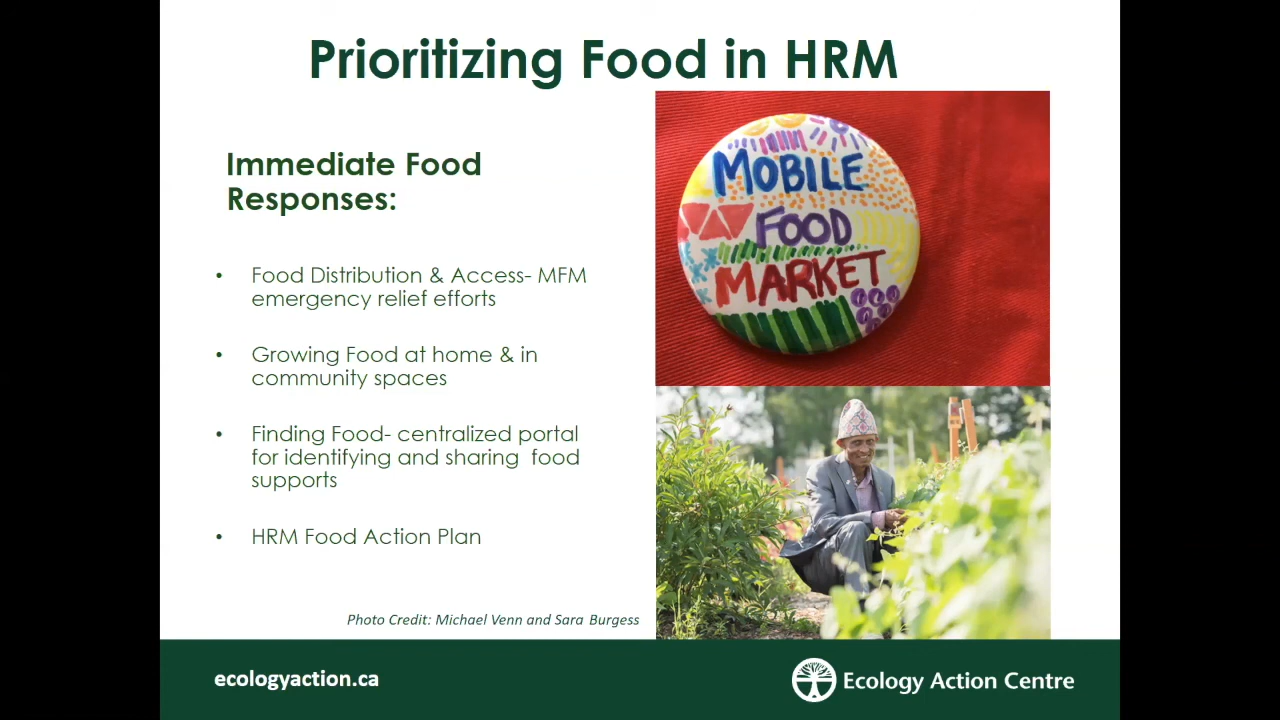 Prioritizing Food in HRM
Immediate Food
Responses:
• Food Distribution & Access- MFM
emergency relief efforts
• Growing Food at home & in
community spaces
• Finding Food- centralized portal
for identifying and sharing food
supports
• HRM Food Action Plan
MOBILE
FOOD
MARKET
Photo Credit: Michael Venn and Sara Burgess
ecologyaction.ca
Ecology Action Centre